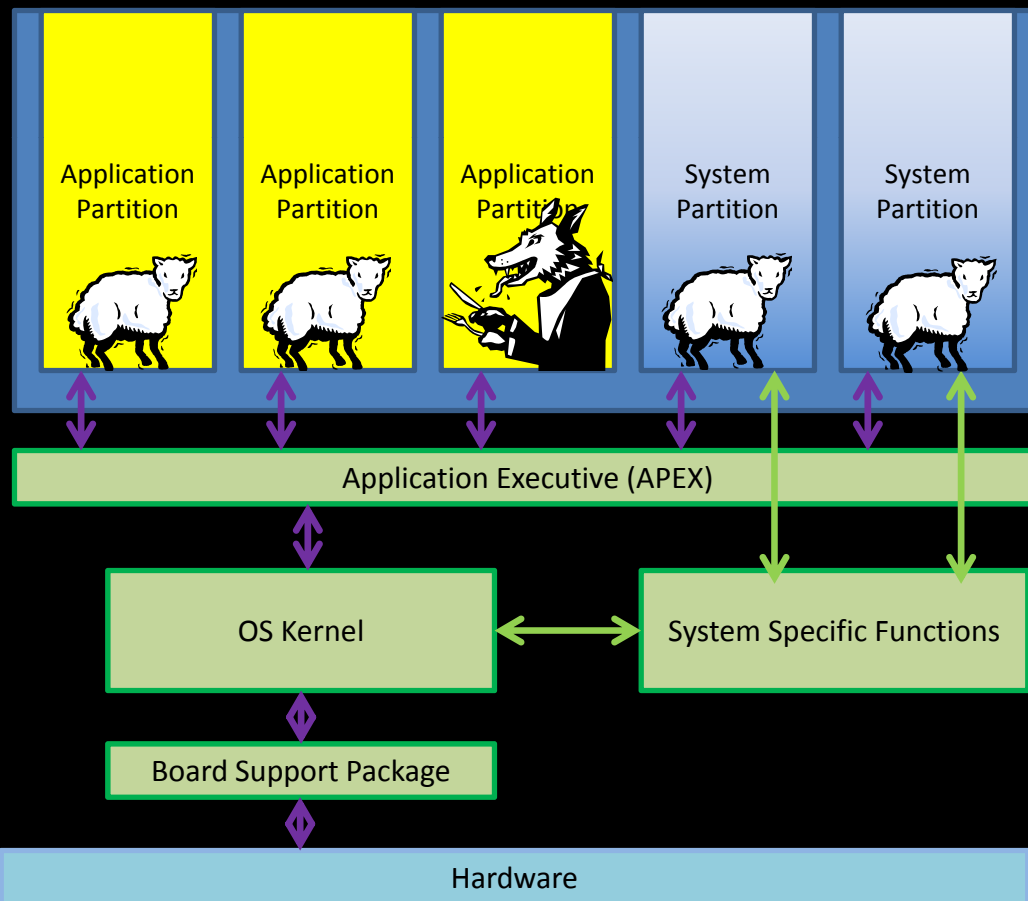 Application
Partition
Application
Partition
Application
Partition
System
Partition
System
Partition
Application Executive (APEX)
OS Kernel
System Specific Functions
Board Support Package
Hardware